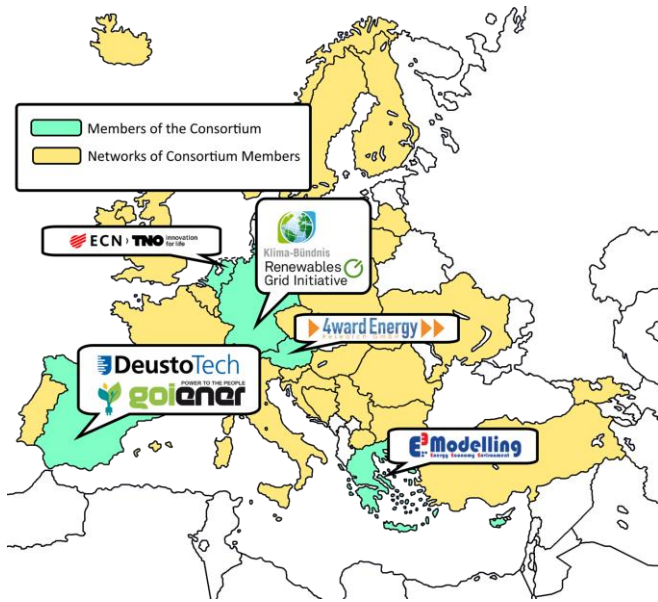 Members of the Consortium
Networks of Consortium Members
ECN › TNO innovation
for life
Klima-Bündnis
Renewables
Grid Initiative
4ward Energy
DeustoTech
POWER TO THE PEOPLE
goiener
E³Modelling
Energy Economy Environment